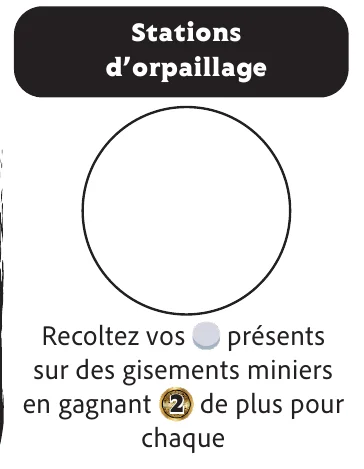 Stations
d’orpaillage
Recoltez vos présents
sur des gisements miniers
en gagnant 2 de plus pour
chaque